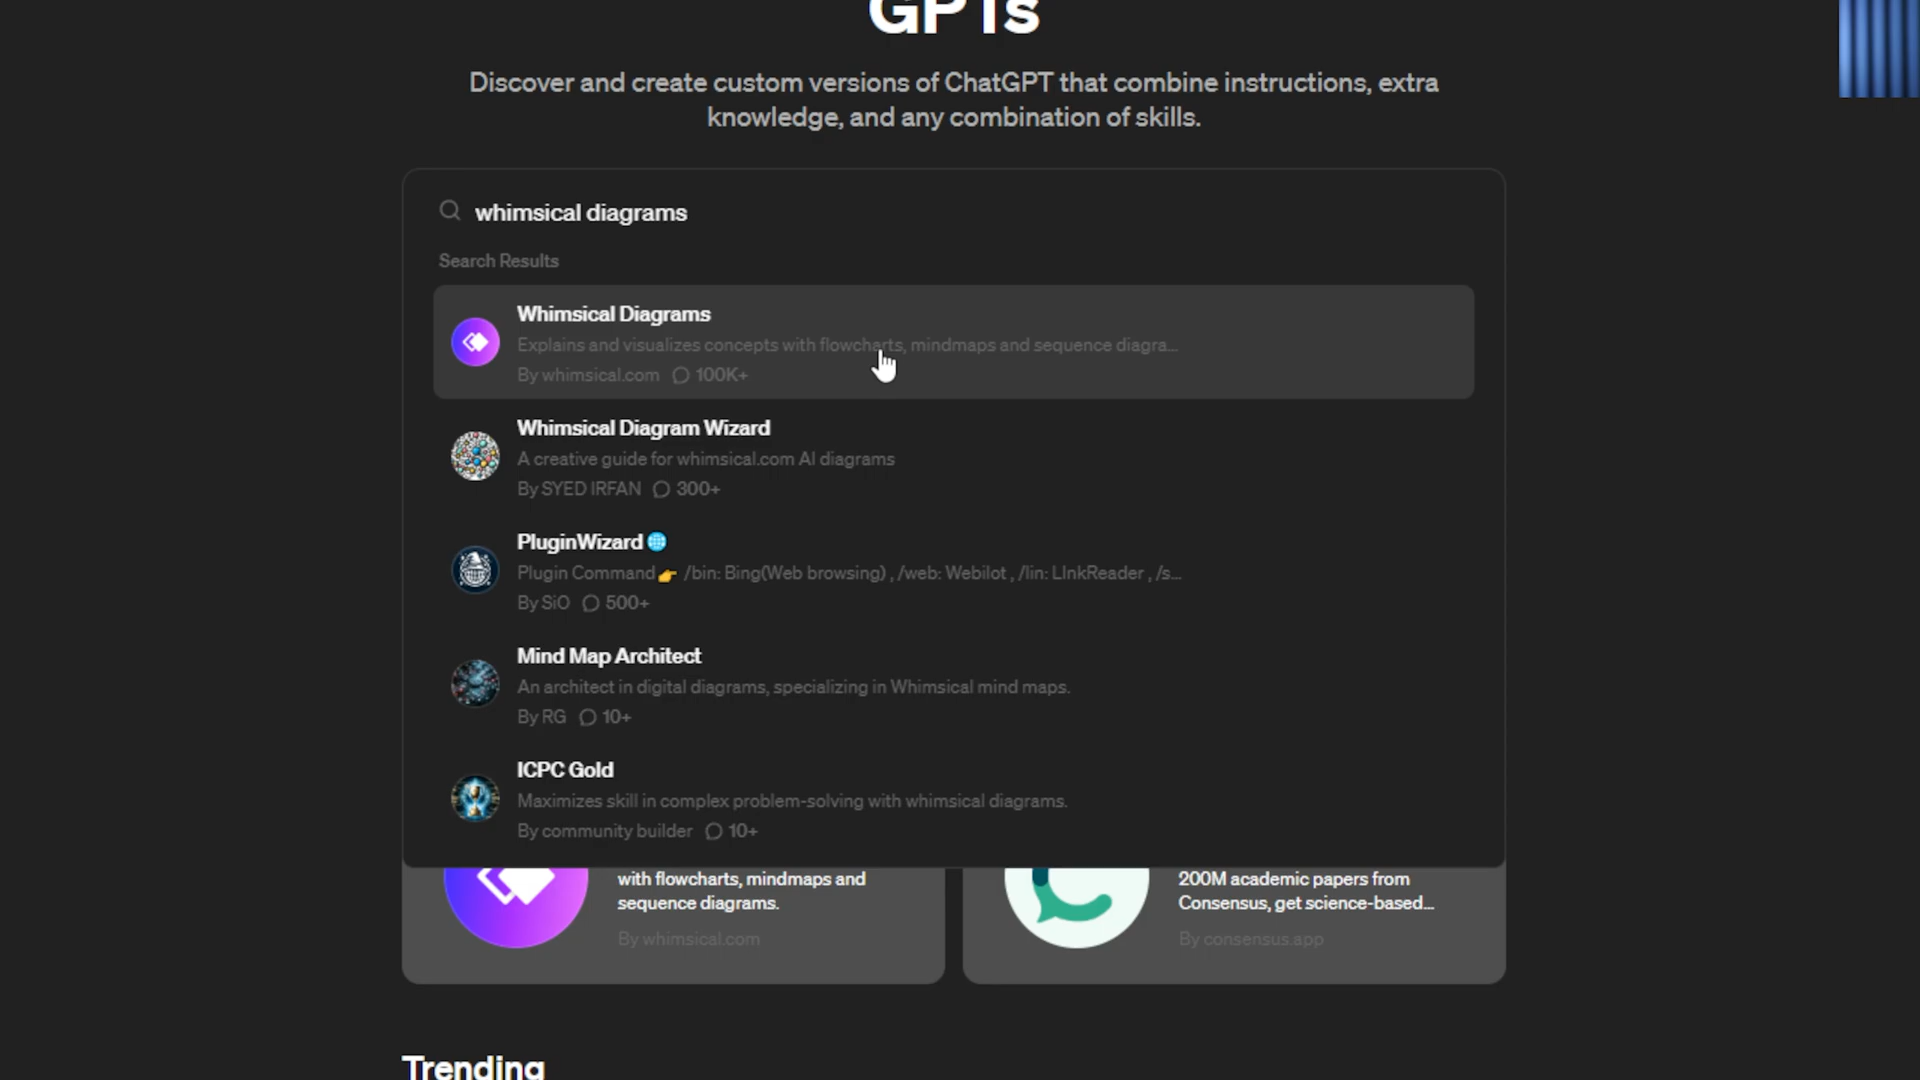 GPTs
Discover and create custom versions of ChatGPT that combine instructions, extra
knowledge, and any combination of skills.
whimsical diagrams
Search Results
Whimsical Diagrams
Explains and visualizes concepts with flowcharts, mindmaps and sequence diagra...
By whimsical.com 100K+
Whimsical Diagram Wizard
A creative guide for whimsical.com AI diagrams
By SYED IRFAN 300+
PluginWizard 🌐
Plugin Command👉 /bin: Bing(Web browsing) , /web: Webilot , /lin: LInkReader , /s...
By SiO 500+
Mind Map Architect
An architect in digital diagrams, specializing in Whimsical mind maps.
By RG 10+
ICPC Gold
Maximizes skill in complex problem-solving with whimsical diagrams.
By community builder 10+
with flowcharts, mindmaps and
sequence diagrams.
By whimsical.com
200M academic papers from
Consensus, get science-based...
By consensus.app
Trending